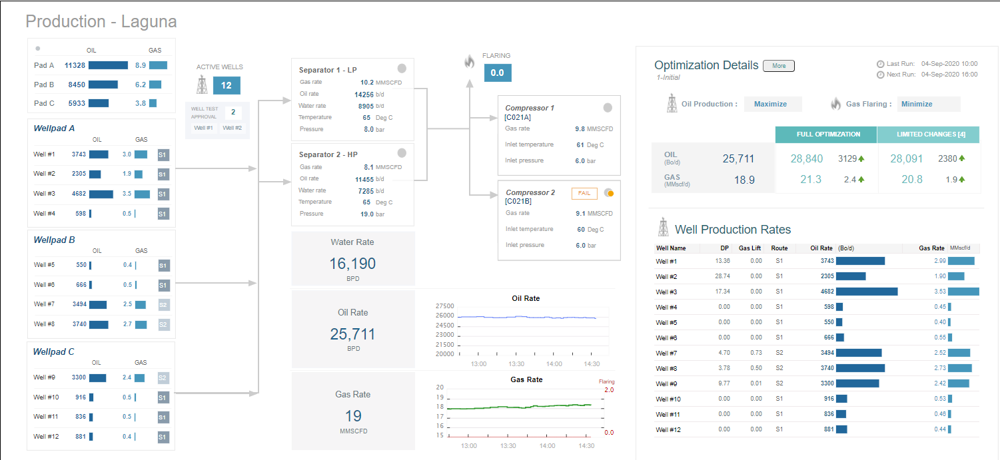 Production - Laguna
OIL GAS
Pad A 11328 8.9
Pad B 8450 6.2
Pad C 5933 3.8
Wellpad A
OIL GAS
Well #1 3743 3.0 S1
Well #2 2305 1.9 S1
Well #3 4682 3.5 S1
Well #4 598 0.5 S1
Wellpad B
OIL GAS
Well #5 550 0.4 S1
Well #6 666 0.5 S1
Well #7 3494 2.5 S2
Well #8 3740 2.7 S2
Wellpad C
OIL GAS
Well #9 3300 2.4 S2
Well #10 916 0.5 S1
Well #11 836 0.5 S1
Well #12 881 0.4 S1
ACTIVE WELLS
12
WELL TEST
APPROVAL
2
Well #1 Well #2
Separator 1 - LP
Gas rate 10.2 MMSCFD
Oil rate 14256 b/d
Water rate 8905 b/d
Temperature 65 Deg C
Pressure 8.0 bar
Separator 2 - HP
Gas rate 8.1 MMSCFD
Oil rate 11455 b/d
Water rate 7285 b/d
Temperature 65 Deg C
Pressure 19.0 bar
Water Rate
16,190
BPD
Oil Rate
25,711
BPD
Gas Rate
19
MMSCFD
FLARING
0.0
Compressor 1
[C021A]
Gas rate 9.8 MMSCFD
Inlet temperature 61 Deg C
Inlet pressure 6.0 bar
Compressor 2 FAIL
[C021B]
Gas rate 9.1 MMSCFD
Inlet temperature 60 Deg C
Inlet pressure 6.0 bar
Oil Rate
27500
26000
24500
23000
21500
20000
13:00 13:30 14:00 14:30
Gas Rate
Flaring
20
19
18
17
16
15
2.0
0.0
13:00 13:30 14:00 14:30
Optimization Details More
1-Initial
Last Run: 04-Sep-2020 10:00
Next Run: 04-Sep-2020 16:00
Oil Production : Maximize Gas Flaring : Minimize
FULL OPTIMIZATION LIMITED CHANGES [4]
OIL
(Bo/d)
25,711 28,840 3129 28,091 2380
GAS
(MMscf/d)
18.9 21.3 2.4 20.8 1.9
Well Production Rates
Well Name DP Gas Lift Route Oil Rate (Bo/d) Gas Rate MMscf/d
Well #1 13.36 0.00 S1 3743 2.99
Well #2 28.74 0.00 S1 2305 1.90
Well #3 17.34 0.00 S1 4682 3.53
Well #4 0.00 0.00 S1 598 0.45
Well #5 0.00 0.00 S1 550 0.40
Well #6 0.00 0.00 S1 666 0.55
Well #7 4.70 0.73 S2 3494 2.52
Well #8 3.78 0.50 S2 3740 2.73
Well #9 9.77 0.01 S2 3300 2.42
Well #10 0.00 0.00 S1 916 0.53
Well #11 0.00 0.00 S1 836 0.46
Well #12 0.00 0.00 S1 881 0.44